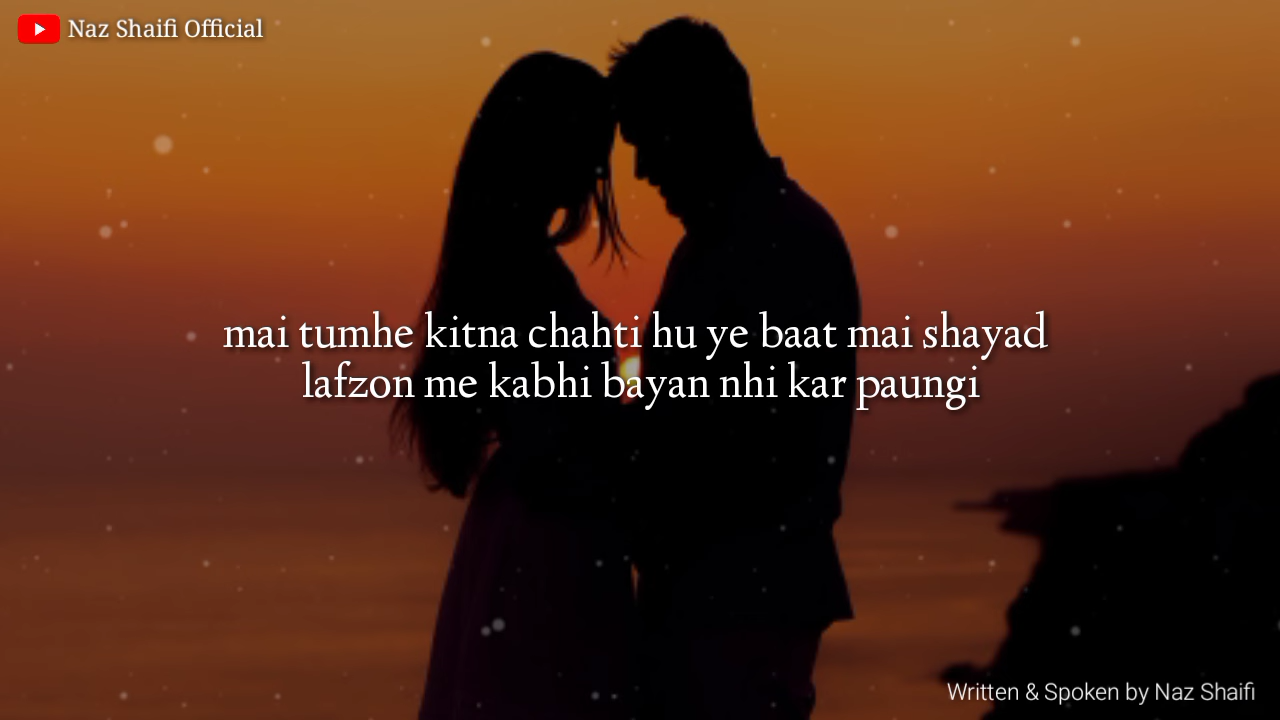 Naz Shaifi Official
mai tumhe kitna chahti hu ye baat mai shayad
lafzon me kabhi bayan nhi kar paungi
Written & Spoken by Naz Shaifi